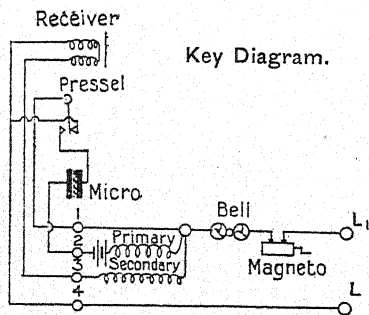 Receiver
Key Diagram.
Pressel
Micro
1
Bell
L1
2
Primary
3
Secondary
Magneto
4
L